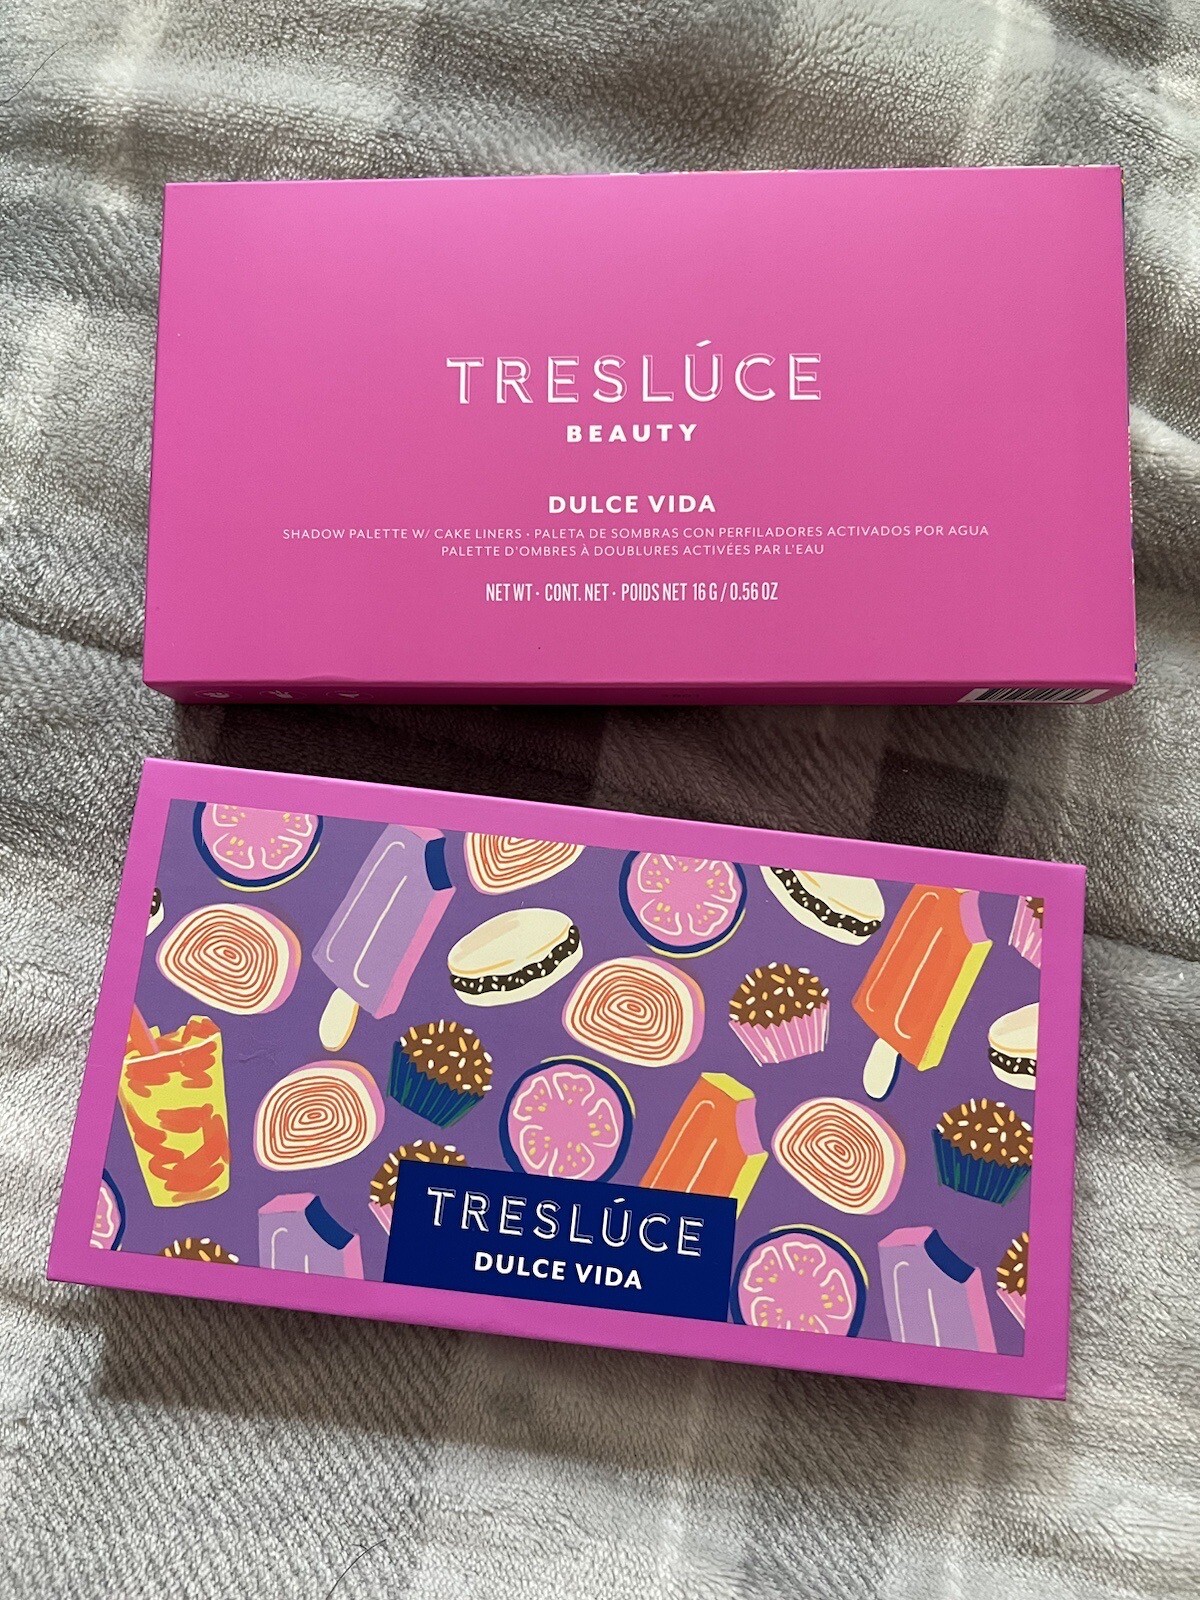 TRESLÚCE
BEAUTY
DULCE VIDA
SHADOW PALETTE W/ CAKE LINERS • PALETA DE SOMBRAS CON PERFILADORES ACTIVADOS POR AGUA
PALETTE D'OMBRES À DOUBLURES ACTIVÉES PAR L'EAU
NET WT • CONT. NET • POIDS NET 16 G / 0.56 OZ
TRESLÚCE
DULCE VIDA